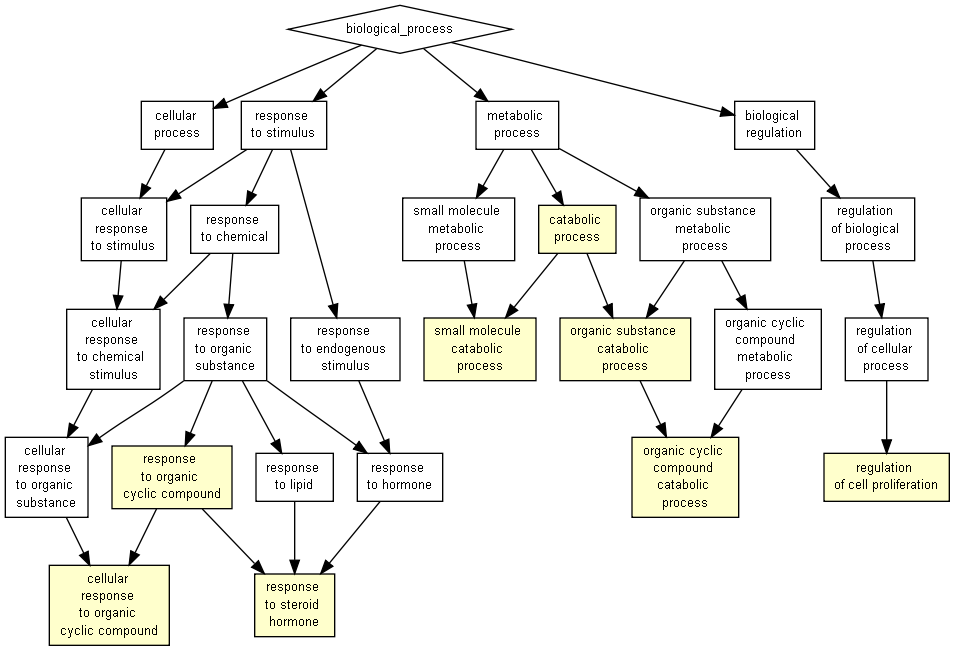 biological_process
cellular
process
response
to stimulus
metabolic
process
biological
regulation
cellular
response
to stimulus
response
to chemical
small molecule
metabolic
process
catabolic
process
organic substance
metabolic
process
regulation
of biological
process
cellular
response
to chemical
stimulus
response
to organic
substance
response
to endogenous
stimulus
small molecule
catabolic
process
organic substance
catabolic
process
organic cyclic
compound
metabolic
process
regulation
of cellular
process
cellular
response
to organic
substance
response
to organic
cyclic compound
response
to lipid
response
to hormone
organic cyclic
compound
catabolic
process
regulation
of cell proliferation
cellular
response
to organic
cyclic compound
response
to steroid
hormone